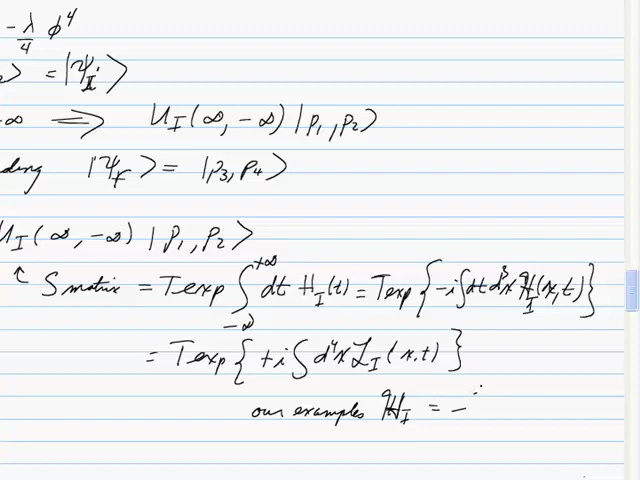 - λ/4 φ⁴
⟩ = |Ψ_I⟩
∞ ⟹ U_I(∞, -∞) |p₁, p₂⟩
ding |Ψ_f⟩ = |p₃, p₄⟩
U_I(∞, -∞) |p₁, p₂⟩
↑ S matrix = T exp ∫_{-∞}^{+∞} dt H_I(t) = T exp{ -i ∫ dt d³x ℋ_I(x, t) }
= T exp{ + i ∫ d⁴x ℒ_I(x, t) }
our examples ℋ_I = -